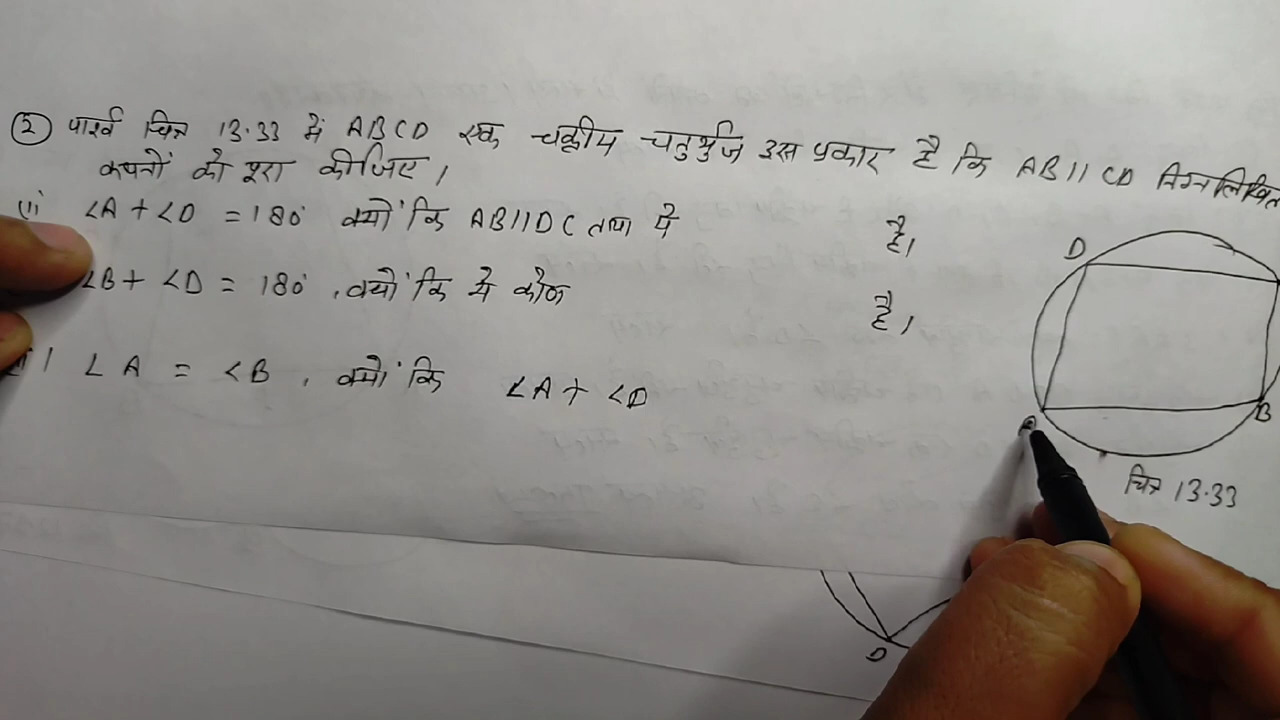 ② पार्श्व चित्र 13.33 में ABCD एक चक्रीय चतुर्भुज इस प्रकार है कि AB//CD निम्नलिखित
कथनों को पूरा कीजिए।
(i) ∠A + ∠D = 180° क्यों कि AB//DC तथा ये है।
∠B + ∠D = 180° , क्यों कि ये कोण है।
∠A = ∠B , क्यों कि ∠A + ∠D
D
A
B
चित्र 13.33
D